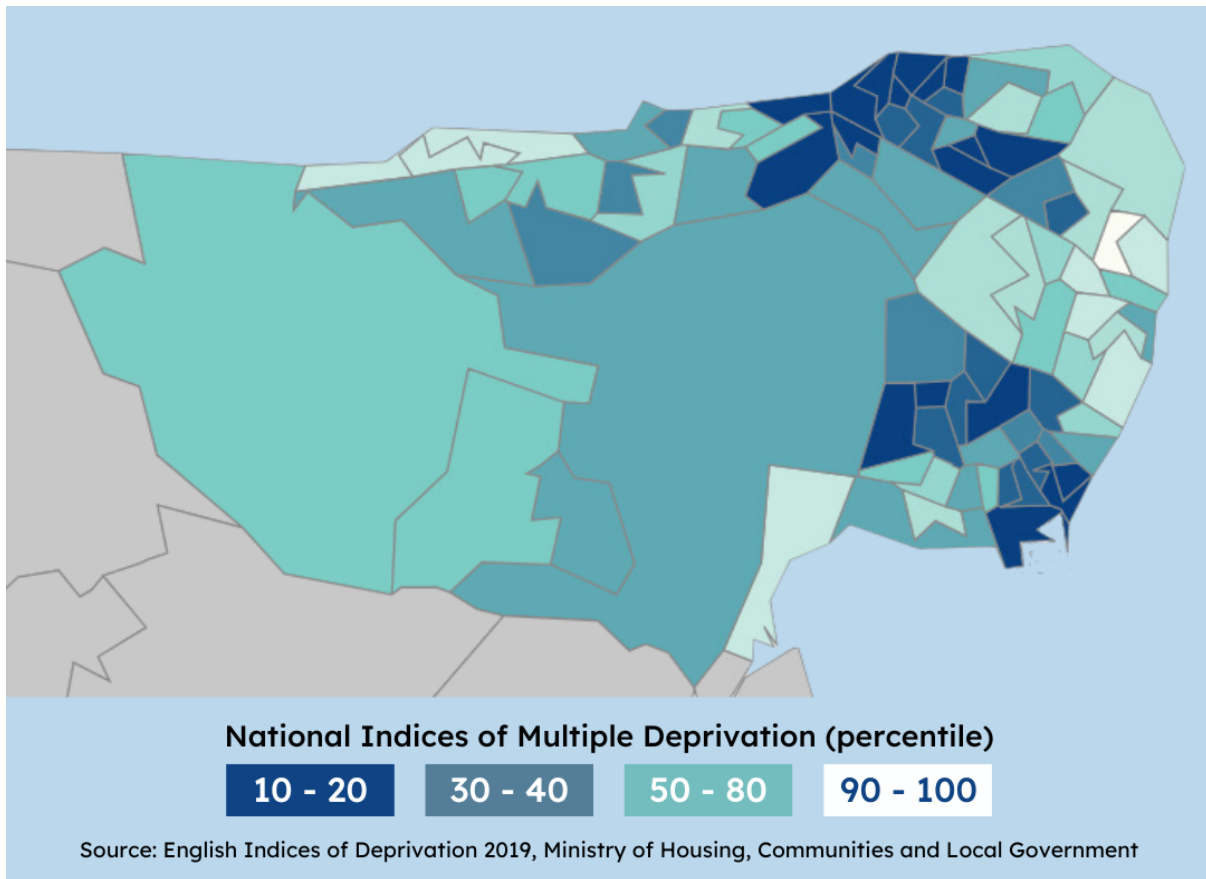 National Indices of Multiple Deprivation (percentile)
10 - 20
30 - 40
50 - 80
90 - 100
Source: English Indices of Deprivation 2019, Ministry of Housing, Communities and Local Government